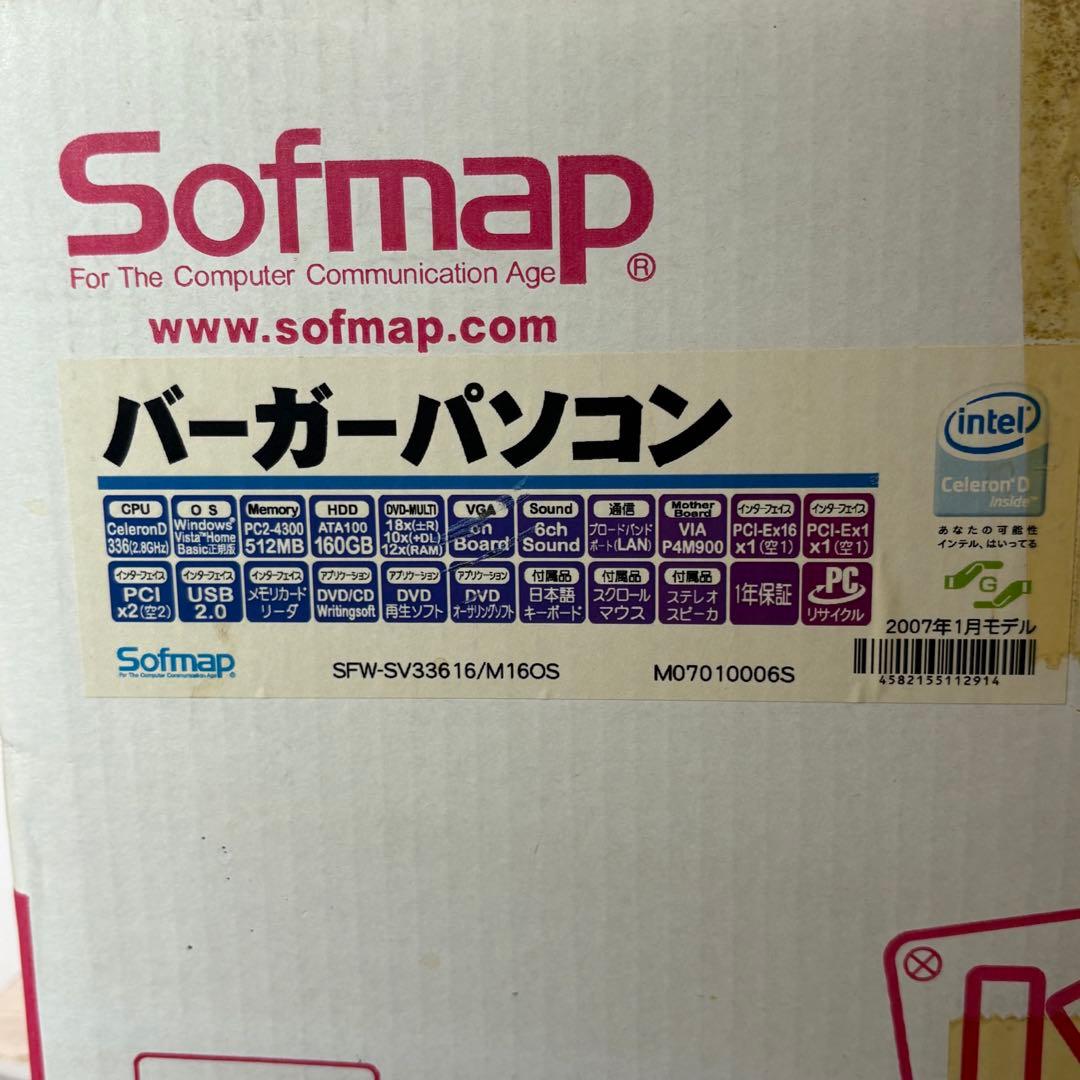 Sofmap®
For The Computer Communication Age
www.sofmap.com
バーガーパソコン
intel
Celeron® D
inside™
あなたの可能性
インテル、はいってる
CPU
CeleronD
336(2.8GHz)
OS
Windows®
Vista™Home
Basic正規版
Memory
PC2-4300
512MB
HDD
ATA100
160GB
DVD-MULTI
18x(±R)
10x(+DL)
12x(RAM)
VGA
on
Board
Sound
6ch
Sound
通信
ブロードバンド
ポート(LAN)
Mother
Board
VIA
P4M900
インターフェイス
PCI-Ex16
x1(空1)
インターフェイス
PCI-Ex1
x1(空1)
インターフェイス
PCI
x2(空2)
インターフェイス
USB
2.0
インターフェイス
メモリカード
リーダ
アプリケーション
DVD/CD
Writingsoft
アプリケーション
DVD
再生ソフト
アプリケーション
DVD
オーサリングソフト
付属品
日本語
キーボード
付属品
スクロール
マウス
付属品
ステレオ
スピーカ
1年保証
PC
リサイクル
G
2007年1月モデル
Sofmap®
For The Computer Communication Age
SFW-SV33616/M16OS
M07010006S
4582155112914